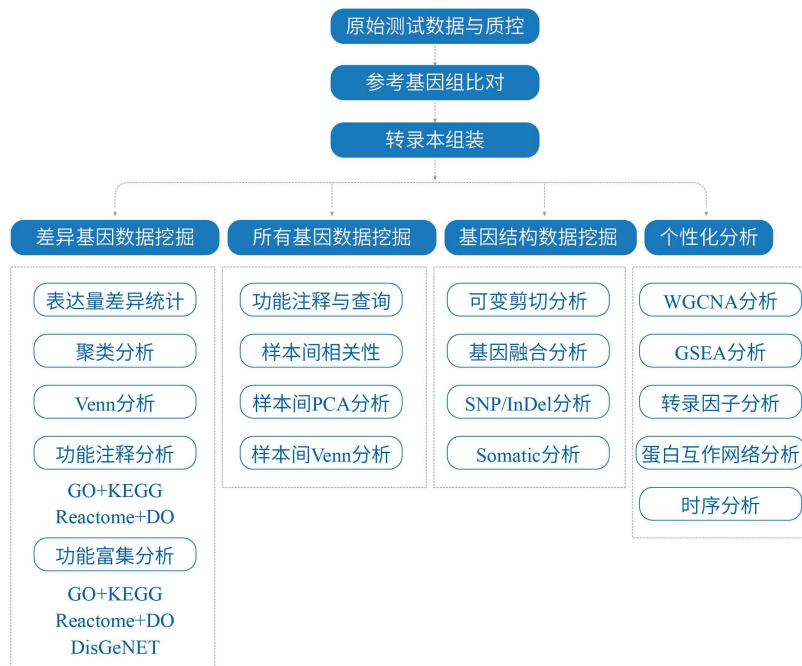 原始测试数据与质控
参考基因组比对
转录本组装
差异基因数据挖掘
表达量差异统计
聚类分析
Venn分析
功能注释分析
GO+KEGG
Reactome+DO
功能富集分析
GO+KEGG
Reactome+DO
DisGeNET
所有基因数据挖掘
功能注释与查询
样本间相关性
样本间PCA分析
样本间Venn分析
基因结构数据挖掘
可变剪切分析
基因融合分析
SNP/InDel分析
Somatic分析
个性化分析
WGCNA分析
GSEA分析
转录因子分析
蛋白互作网络分析
时序分析